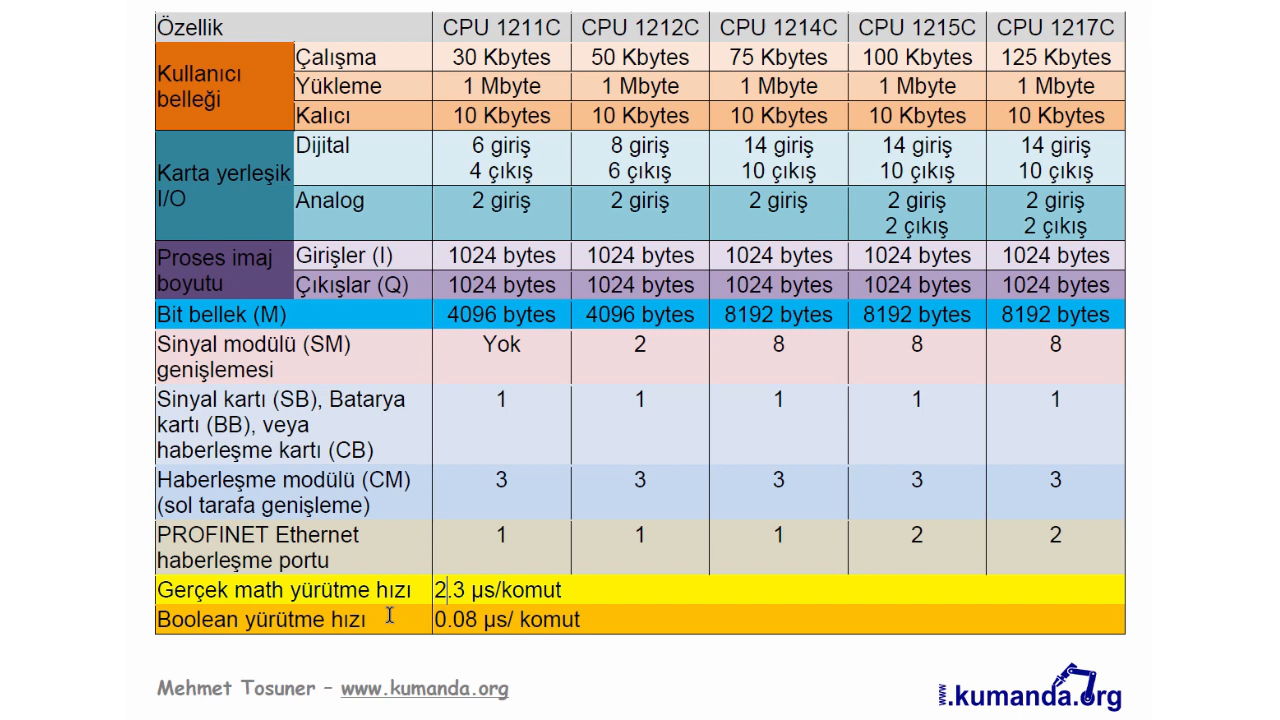 Özellik CPU 1211C CPU 1212C CPU 1214C CPU 1215C CPU 1217C
Kullanıcı belleği
Çalışma 30 Kbytes 50 Kbytes 75 Kbytes 100 Kbytes 125 Kbytes
Yükleme 1 Mbyte 1 Mbyte 1 Mbyte 1 Mbyte 1 Mbyte
Kalıcı 10 Kbytes 10 Kbytes 10 Kbytes 10 Kbytes 10 Kbytes
Karta yerleşik I/O
Dijital 6 giriş 8 giriş 14 giriş 14 giriş 14 giriş
4 çıkış 6 çıkış 10 çıkış 10 çıkış 10 çıkış
Analog 2 giriş 2 giriş 2 giriş 2 giriş 2 giriş
2 çıkış 2 çıkış
Proses imaj boyutu
Girişler (I) 1024 bytes 1024 bytes 1024 bytes 1024 bytes 1024 bytes
Çıkışlar (Q) 1024 bytes 1024 bytes 1024 bytes 1024 bytes 1024 bytes
Bit bellek (M) 4096 bytes 4096 bytes 8192 bytes 8192 bytes 8192 bytes
Sinyal modülü (SM) Yok 2 8 8 8
genişlemesi
Sinyal kartı (SB), Batarya 1 1 1 1 1
kartı (BB), veya
haberleşme kartı (CB)
Haberleşme modülü (CM) 3 3 3 3 3
(sol tarafa genişleme)
PROFINET Ethernet 1 1 1 2 2
haberleşme portu
Gerçek math yürütme hızı 2.3 µs/komut
Boolean yürütme hızı 0.08 µs/ komut
Mehmet Tosuner – www.kumanda.org
www.kumanda.org